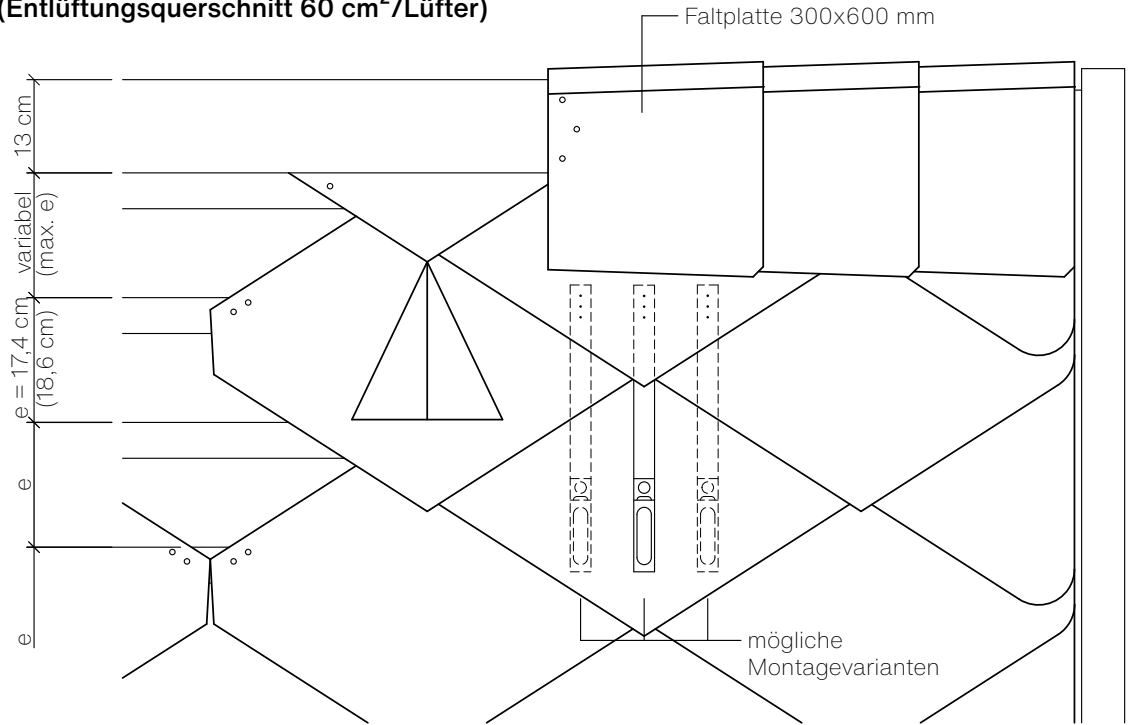 (Entlüftungsquerschnitt 60 cm²/Lüfter)
Faltplatte 300x600 mm
13 cm
variabel
(max. e)
e = 17,4 cm
(18,6 cm)
e
e
mögliche
Montagevarianten